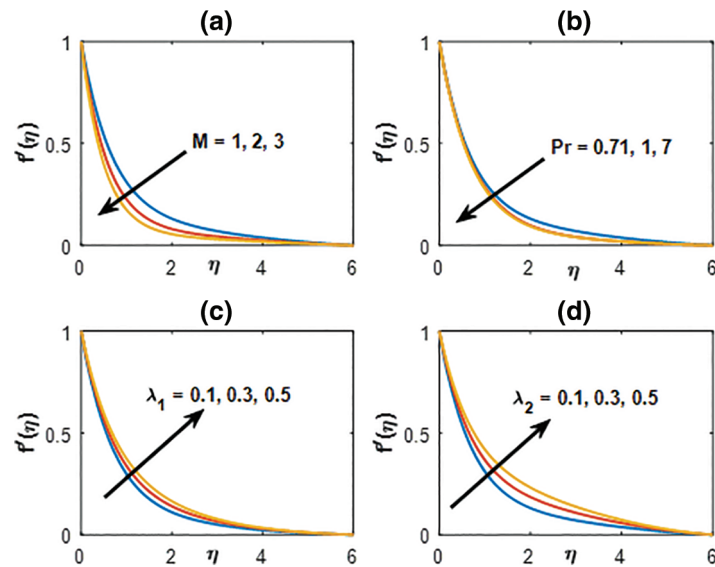 (a)
1
0.5
0
f'(η)
M = 1, 2, 3
0 2 4 6
η
(b)
1
0.5
0
f'(η)
Pr = 0.71, 1, 7
0 2 4 6
η
(c)
1
0.5
0
f'(η)
λ₁ = 0.1, 0.3, 0.5
0 2 4 6
η
(d)
1
0.5
0
f'(η)
λ₂ = 0.1, 0.3, 0.5
0 2 4 6
η